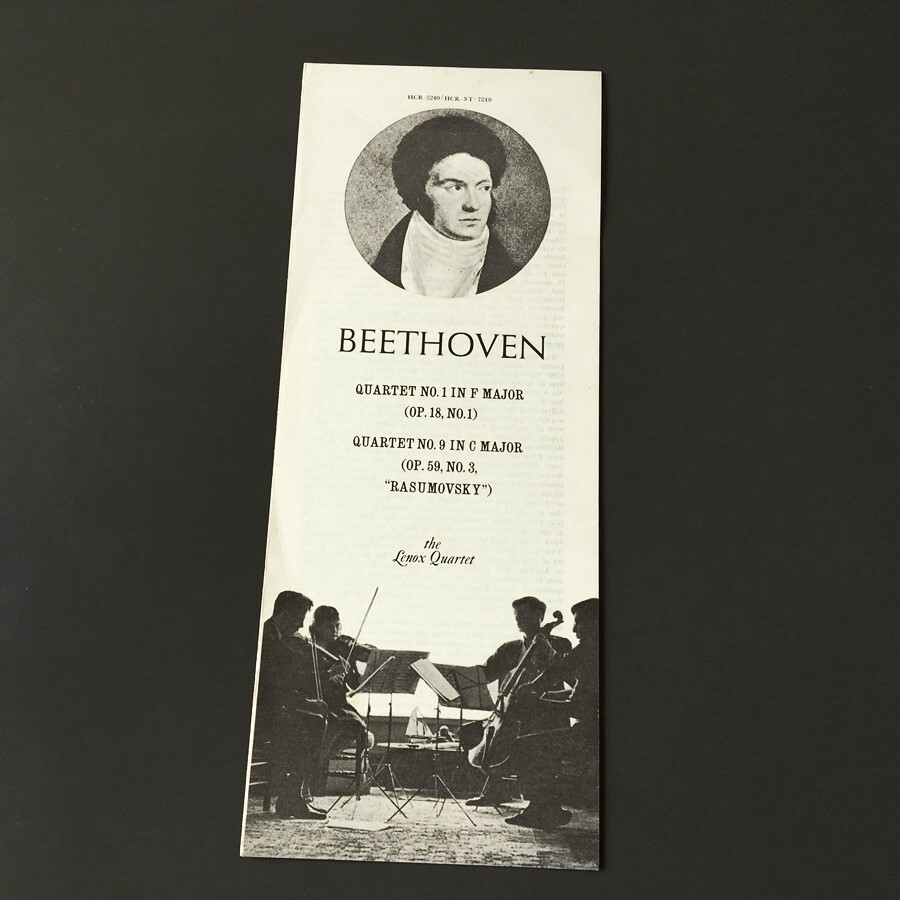 HCR-5240/HCR-ST-7210
BEETHOVEN
QUARTET NO. 1 IN F MAJOR
(OP. 18, NO. 1)
QUARTET NO. 9 IN C MAJOR
(OP. 59, NO. 3,
“RASUMOVSKY”)
the
Lenox Quartet